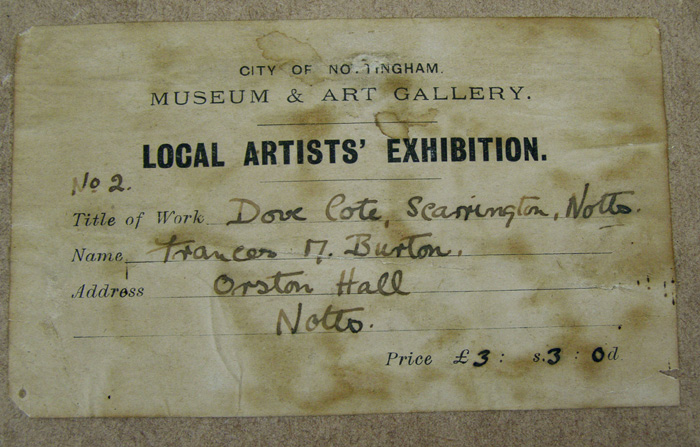 CITY OF NOTTINGHAM.
MUSEUM & ART GALLERY.
LOCAL ARTISTS' EXHIBITION.
No 2.
Title of Work Dove Cote, Scarrington, Notts.
Name Frances M. Burton.
Address Orston Hall
Notts.
Price £3 : s.3 : 0d